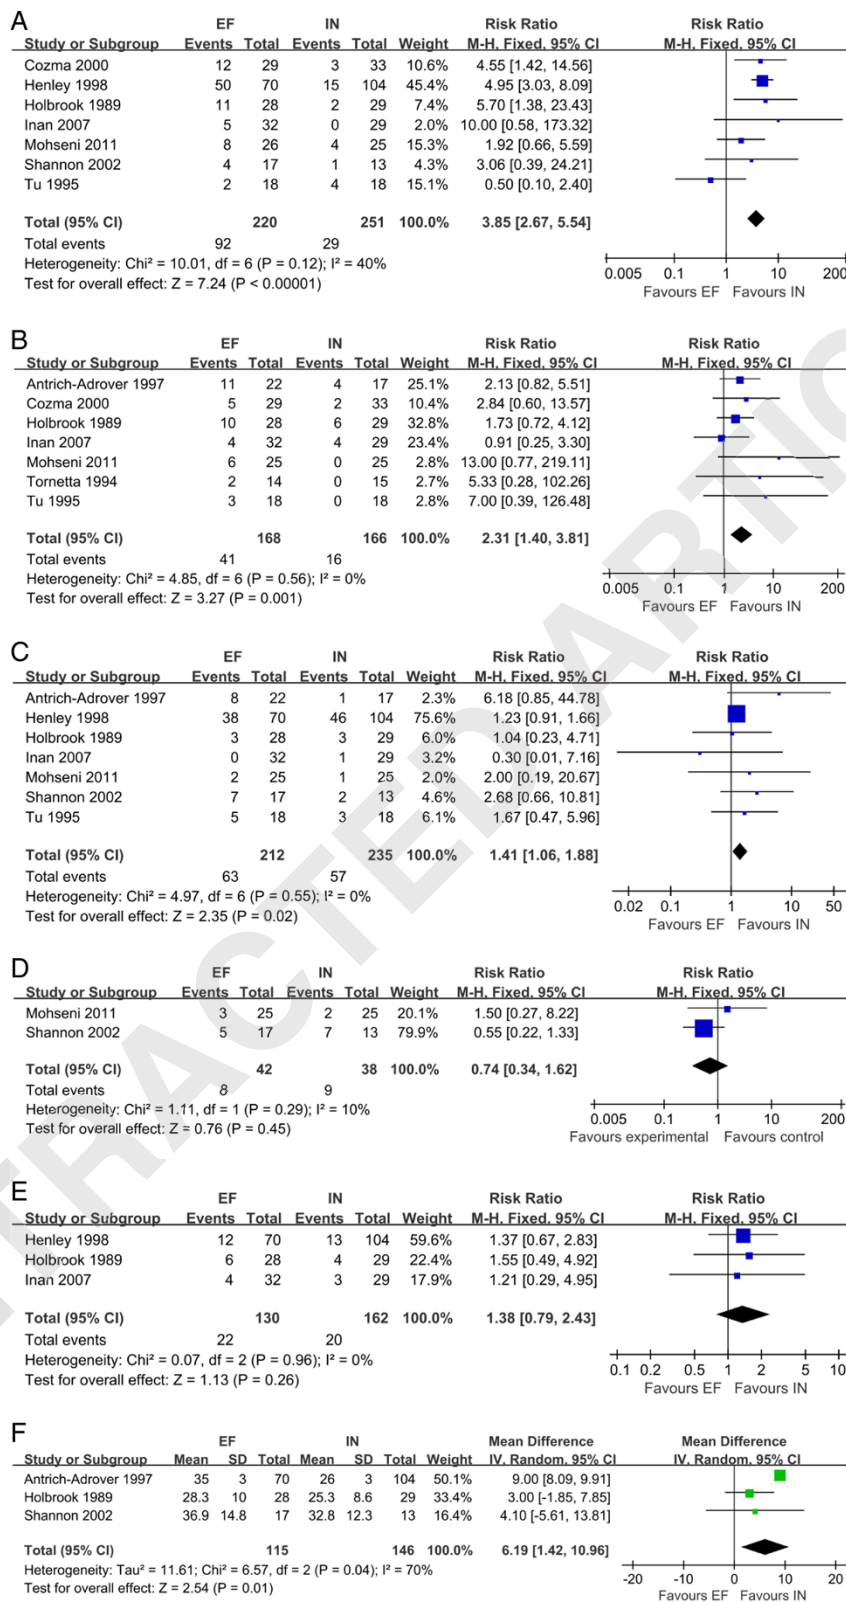 A
EF IN Risk Ratio Risk Ratio
Study or Subgroup Events Total Events Total Weight M-H, Fixed, 95% CI M-H, Fixed, 95% CI
Cozma 2000 12 29 3 33 10.6% 4.55 [1.42, 14.56]
Henley 1998 50 70 15 104 45.4% 4.95 [3.03, 8.09]
Holbrook 1989 11 28 2 29 7.4% 5.70 [1.38, 23.43]
Inan 2007 5 32 0 29 2.0% 10.00 [0.58, 173.32]
Mohseni 2011 8 26 4 25 15.3% 1.92 [0.66, 5.59]
Shannon 2002 4 17 1 13 4.3% 3.06 [0.39, 24.21]
Tu 1995 2 18 4 18 15.1% 0.50 [0.10, 2.40]
Total (95% CI) 220 251 100.0% 3.85 [2.67, 5.54]
Total events 92 29
Heterogeneity: Chi² = 10.01, df = 6 (P = 0.12); I² = 40%
Test for overall effect: Z = 7.24 (P < 0.00001)
0.005 0.1 1 10 200
Favours EF Favours IN
B
EF IN Risk Ratio Risk Ratio
Study or Subgroup Events Total Events Total Weight M-H, Fixed, 95% CI M-H, Fixed, 95% CI
Antrich-Adrover 1997 11 22 4 17 25.1% 2.13 [0.82, 5.51]
Cozma 2000 5 29 2 33 10.4% 2.84 [0.60, 13.57]
Holbrook 1989 10 28 6 29 32.8% 1.73 [0.72, 4.12]
Inan 2007 4 32 4 29 23.4% 0.91 [0.25, 3.30]
Mohseni 2011 6 25 0 25 2.8% 13.00 [0.77, 219.11]
Tornetta 1994 2 14 0 15 2.7% 5.33 [0.28, 102.26]
Tu 1995 3 18 0 18 2.8% 7.00 [0.39, 126.48]
Total (95% CI) 168 166 100.0% 2.31 [1.40, 3.81]
Total events 41 16
Heterogeneity: Chi² = 4.85, df = 6 (P = 0.56); I² = 0%
Test for overall effect: Z = 3.27 (P = 0.001)
0.005 0.1 1 10 200
Favours EF Favours IN
C
EF IN Risk Ratio Risk Ratio
Study or Subgroup Events Total Events Total Weight M-H, Fixed, 95% CI M-H, Fixed, 95% CI
Antrich-Adrover 1997 8 22 1 17 2.3% 6.18 [0.85, 44.78]
Henley 1998 38 70 46 104 75.6% 1.23 [0.91, 1.66]
Holbrook 1989 3 28 3 29 6.0% 1.04 [0.23, 4.71]
Inan 2007 0 32 1 29 3.2% 0.30 [0.01, 7.16]
Mohseni 2011 2 25 1 25 2.0% 2.00 [0.19, 20.67]
Shannon 2002 7 17 2 13 4.6% 2.68 [0.66, 10.81]
Tu 1995 5 18 3 18 6.1% 1.67 [0.47, 5.96]
Total (95% CI) 212 235 100.0% 1.41 [1.06, 1.88]
Total events 63 57
Heterogeneity: Chi² = 4.97, df = 6 (P = 0.55); I² = 0%
Test for overall effect: Z = 2.35 (P = 0.02)
0.02 0.1 1 10 50
Favours EF Favours IN
D
EF IN Risk Ratio Risk Ratio
Study or Subgroup Events Total Events Total Weight M-H, Fixed, 95% CI M-H, Fixed, 95% CI
Mohseni 2011 3 25 2 25 20.1% 1.50 [0.27, 8.22]
Shannon 2002 5 17 7 13 79.9% 0.55 [0.22, 1.33]
Total (95% CI) 42 38 100.0% 0.74 [0.34, 1.62]
Total events 8 9
Heterogeneity: Chi² = 1.11, df = 1 (P = 0.29); I² = 10%
Test for overall effect: Z = 0.76 (P = 0.45)
0.005 0.1 1 10 200
Favours experimental Favours control
E
EF IN Risk Ratio Risk Ratio
Study or Subgroup Events Total Events Total Weight M-H, Fixed, 95% CI M-H, Fixed, 95% CI
Henley 1998 12 70 13 104 59.6% 1.37 [0.67, 2.83]
Holbrook 1989 6 28 4 29 22.4% 1.55 [0.49, 4.92]
Inan 2007 4 32 3 29 17.9% 1.21 [0.29, 4.95]
Total (95% CI) 130 162 100.0% 1.38 [0.79, 2.43]
Total events 22 20
Heterogeneity: Chi² = 0.07, df = 2 (P = 0.96); I² = 0%
Test for overall effect: Z = 1.13 (P = 0.26)
0.1 0.2 0.5 1 2 5 10
Favours EF Favours IN
F
EF IN Mean Difference Mean Difference
Study or Subgroup Mean SD Total Mean SD Total Weight IV, Random, 95% CI IV, Random, 95% CI
Antrich-Adrover 1997 35 3 70 26 3 104 50.1% 9.00 [8.09, 9.91]
Holbrook 1989 28.3 10 28 25.3 8.6 29 33.4% 3.00 [-1.85, 7.85]
Shannon 2002 36.9 14.8 17 32.8 12.3 13 16.4% 4.10 [-5.61, 13.81]
Total (95% CI) 115 146 100.0% 6.19 [1.42, 10.96]
Heterogeneity: Tau² = 11.61; Chi² = 6.57, df = 2 (P = 0.04); I² = 70%
Test for overall effect: Z = 2.54 (P = 0.01)
-20 -10 0 10 20
Favours EF Favours IN
TRACTED ARTIC